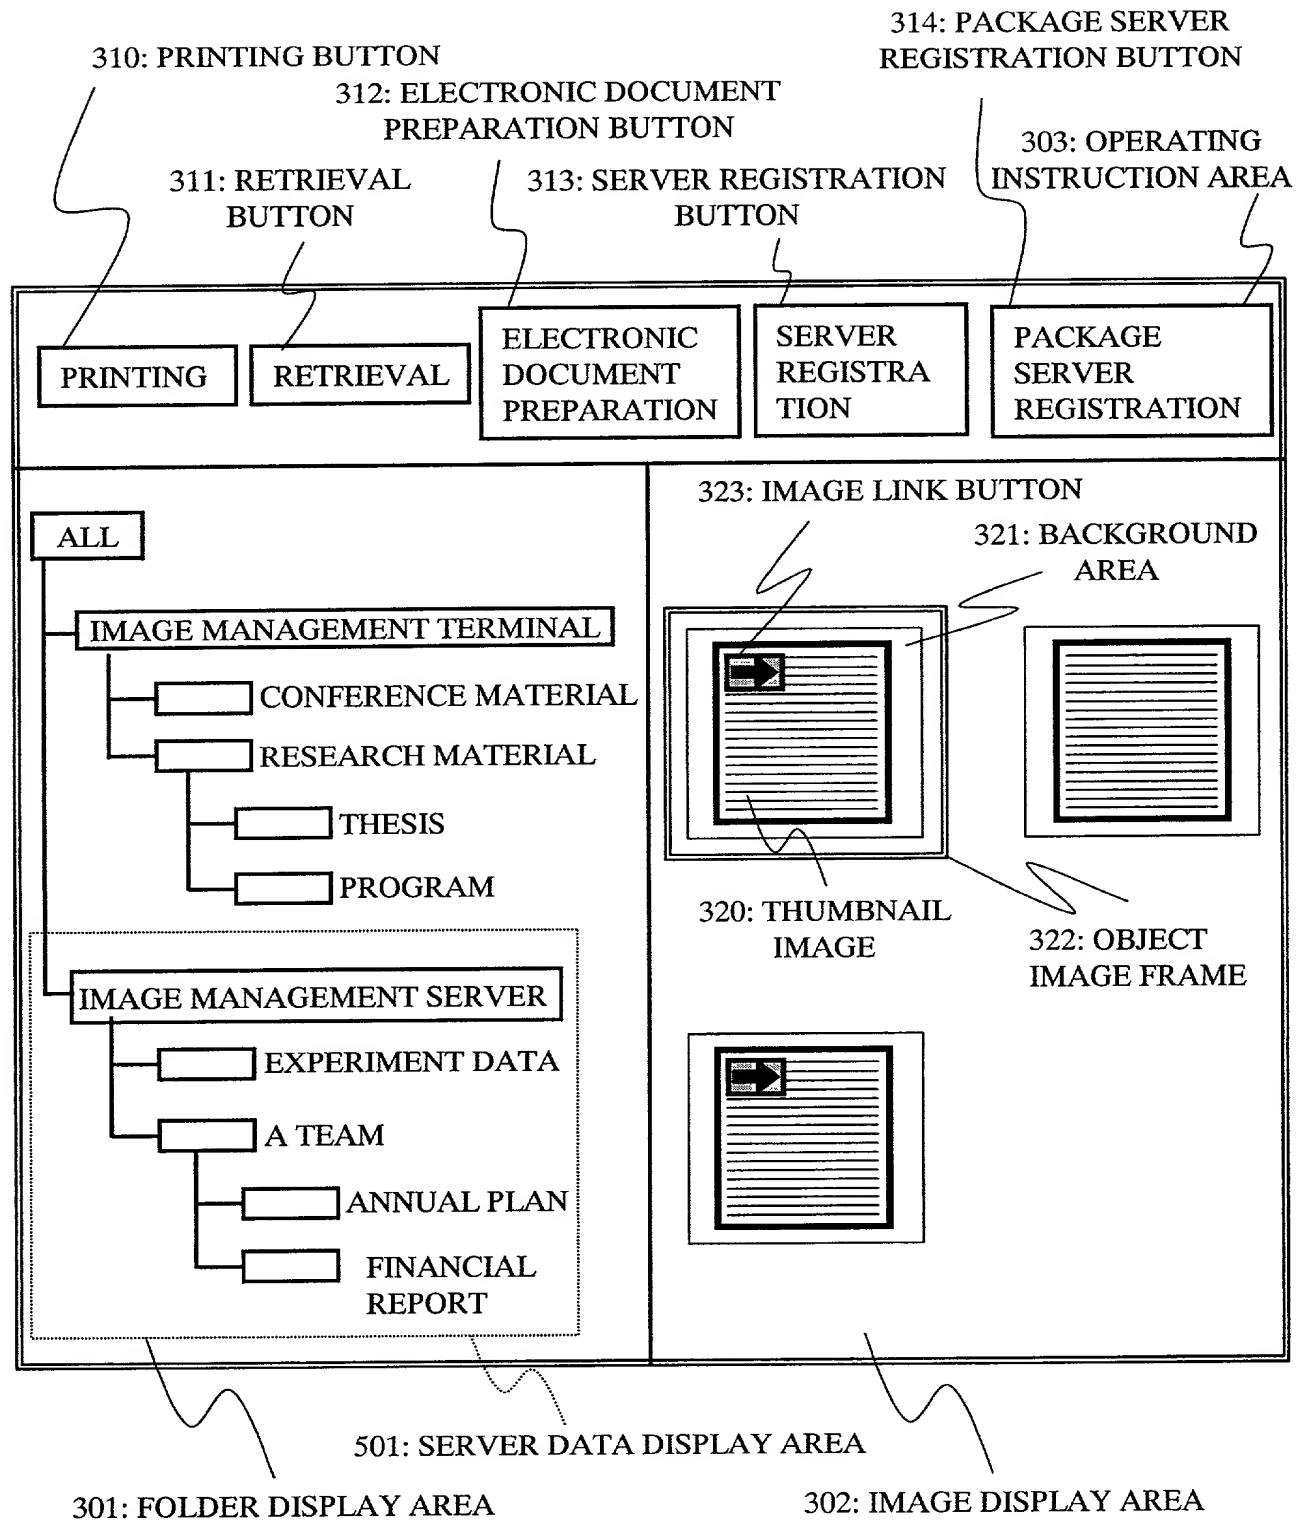 314: PACKAGE SERVER
REGISTRATION BUTTON
310: PRINTING BUTTON
312: ELECTRONIC DOCUMENT
PREPARATION BUTTON
303: OPERATING
INSTRUCTION AREA
311: RETRIEVAL
BUTTON
313: SERVER REGISTRATION
BUTTON
PRINTING
RETRIEVAL
ELECTRONIC
DOCUMENT
PREPARATION
SERVER
REGISTRA
TION
PACKAGE
SERVER
REGISTRATION
ALL
IMAGE MANAGEMENT TERMINAL
CONFERENCE MATERIAL
RESEARCH MATERIAL
THESIS
PROGRAM
IMAGE MANAGEMENT SERVER
EXPERIMENT DATA
A TEAM
ANNUAL PLAN
FINANCIAL
REPORT
323: IMAGE LINK BUTTON
321: BACKGROUND
AREA
320: THUMBNAIL
IMAGE
322: OBJECT
IMAGE FRAME
501: SERVER DATA DISPLAY AREA
301: FOLDER DISPLAY AREA
302: IMAGE DISPLAY AREA